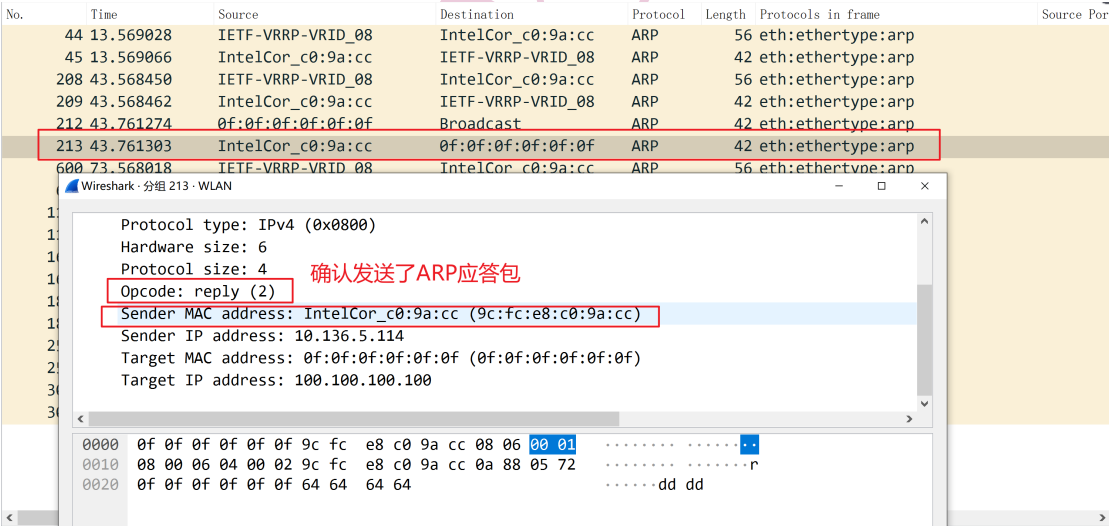 No. Time Source Destination Protocol Length Protocols in frame Source Por
44 13.569028 IETF-VRRP-VRID_08 IntelCor_c0:9a:cc ARP 56 eth:ethertype:arp
45 13.569066 IntelCor_c0:9a:cc IETF-VRRP-VRID_08 ARP 42 eth:ethertype:arp
208 43.568450 IETF-VRRP-VRID_08 IntelCor_c0:9a:cc ARP 56 eth:ethertype:arp
209 43.568462 IntelCor_c0:9a:cc IETF-VRRP-VRID_08 ARP 42 eth:ethertype:arp
212 43.761274 0f:0f:0f:0f:0f:0f Broadcast ARP 42 eth:ethertype:arp
213 43.761303 IntelCor_c0:9a:cc 0f:0f:0f:0f:0f:0f ARP 42 eth:ethertype:arp
600 73.568018 IETF-VRRP-VRID_08 IntelCor_c0:9a:cc ARP 56 eth:ethertype:arp
Wireshark · 分组 213 · WLAN
Protocol type: IPv4 (0x0800)
Hardware size: 6
Protocol size: 4
确认发送了ARP应答包
Opcode: reply (2)
Sender MAC address: IntelCor_c0:9a:cc (9c:fc:e8:c0:9a:cc)
Sender IP address: 10.136.5.114
Target MAC address: 0f:0f:0f:0f:0f:0f (0f:0f:0f:0f:0f:0f)
Target IP address: 100.100.100.100
0000 0f 0f 0f 0f 0f 0f 9c fc e8 c0 9a cc 08 06 00 01 ········ ········
0010 08 00 06 04 00 02 9c fc e8 c0 9a cc 0a 88 05 72 ········ ·······r
0020 0f 0f 0f 0f 0f 0f 64 64 64 64 ······dd dd